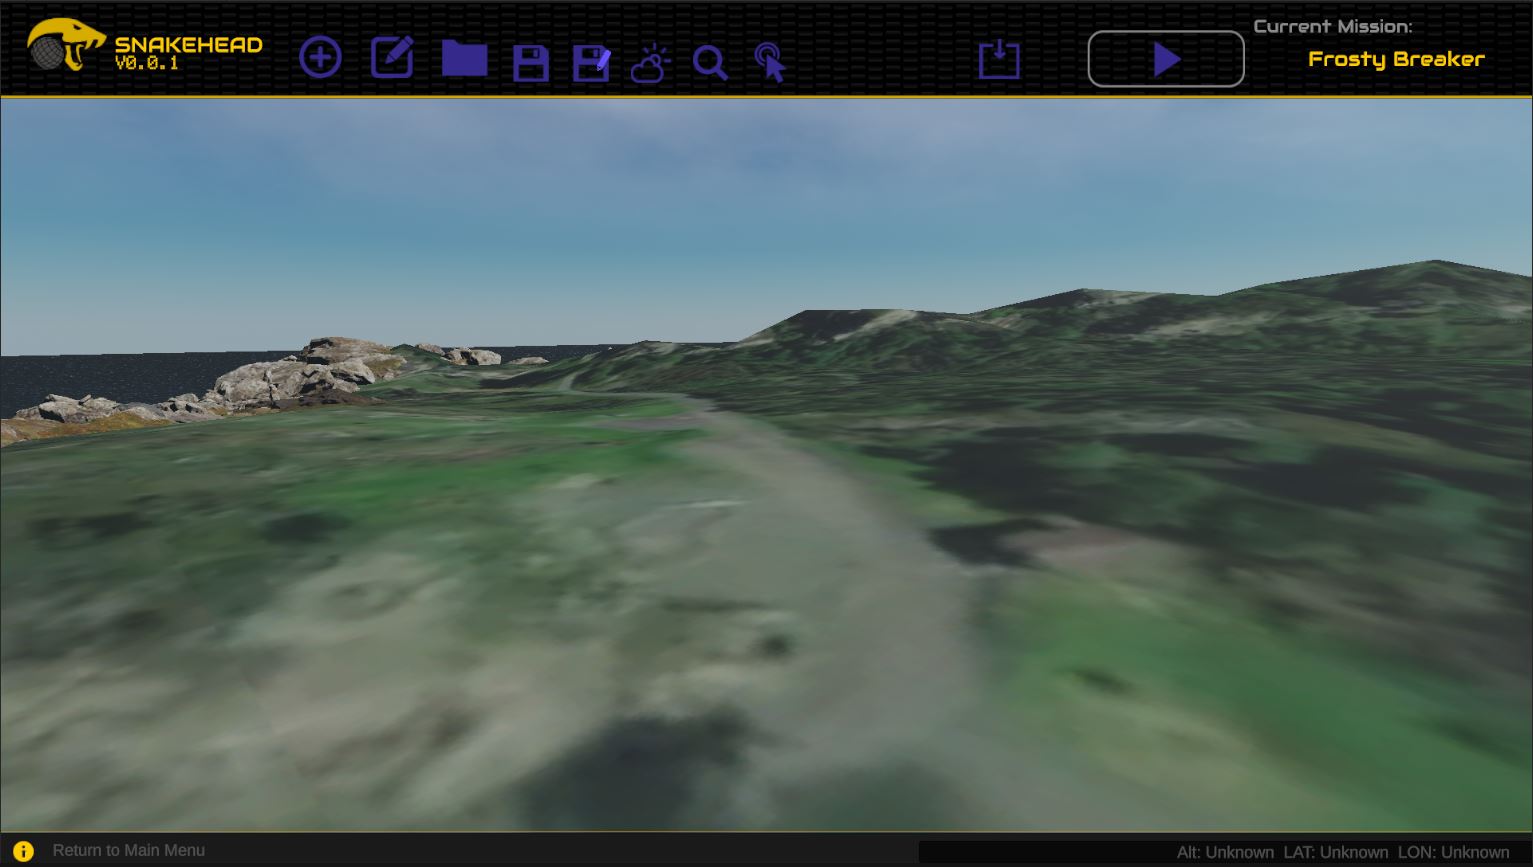 SNAKEHEAD
V0.0.1
Current Mission:
Frosty Breaker
Return to Main Menu
Alt: Unknown LAT: Unknown LON: Unknown